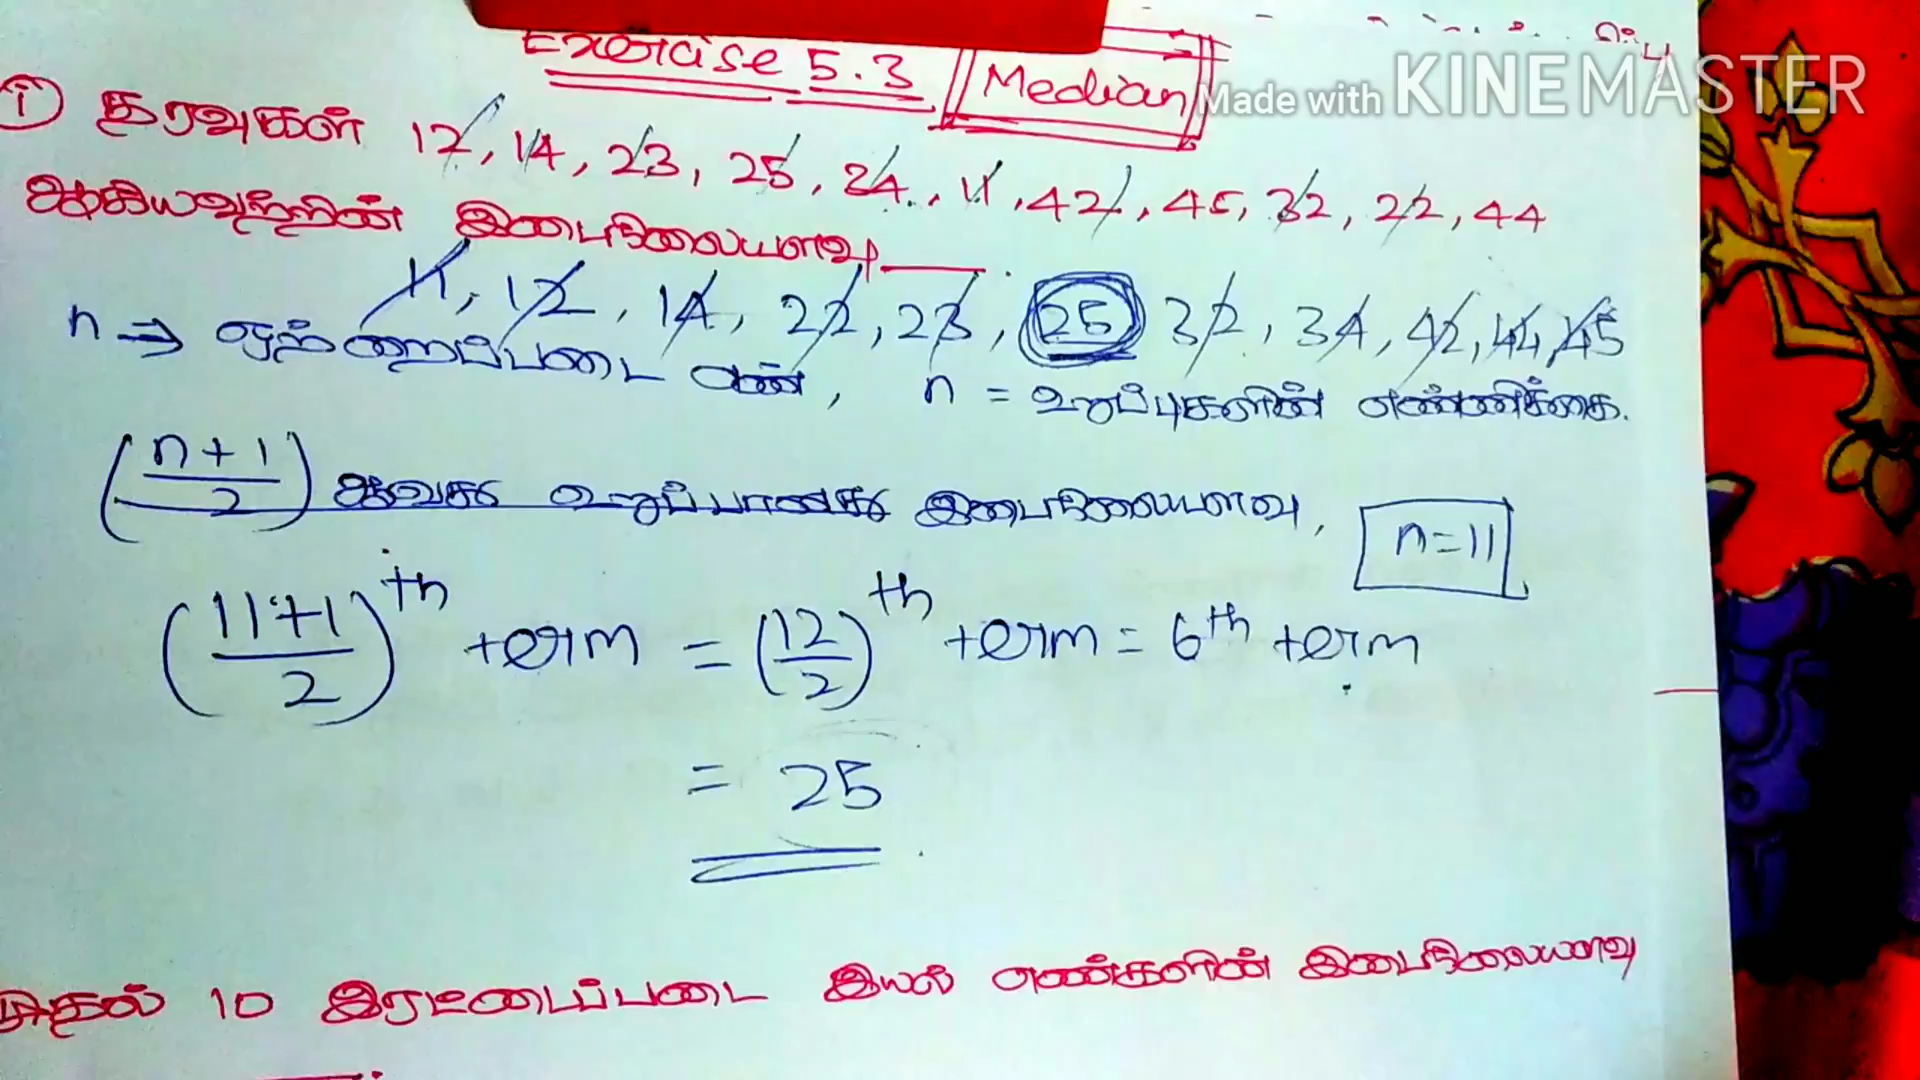 Exercise 5.3 Median
Made with KINEMASTER
i தரவுகள் 12, 14, 23, 25, 34, 11, 42, 45, 32, 22, 44
ஆகியவற்றின் இடைநிலையளவு ____.
11, 12, 14, 22, 23, 25 32, 34, 42, 44, 45
n ⇒ ஒற்றைப்படை எண், n = உறுப்புகளின் எண்ணிக்கை.
(n+1/2) ஆவது உறுப்பானது இடைநிலையளவு, n=11
(11+1/2)th term = (12/2)th term = 6th term
= 25
முதல் 10 இரட்டைப்படை இயல் எண்களின் இடைநிலையளவு